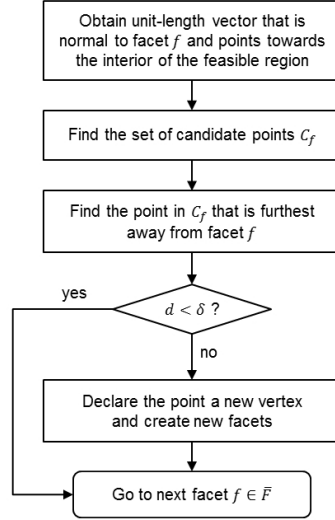 Obtain unit-length vector that is
normal to facet f and points towards
the interior of the feasible region
Find the set of candidate points C_f
Find the point in C_f that is furthest
away from facet f
yes
d < δ ?
no
Declare the point a new vertex
and create new facets
Go to next facet f ∈ F̄